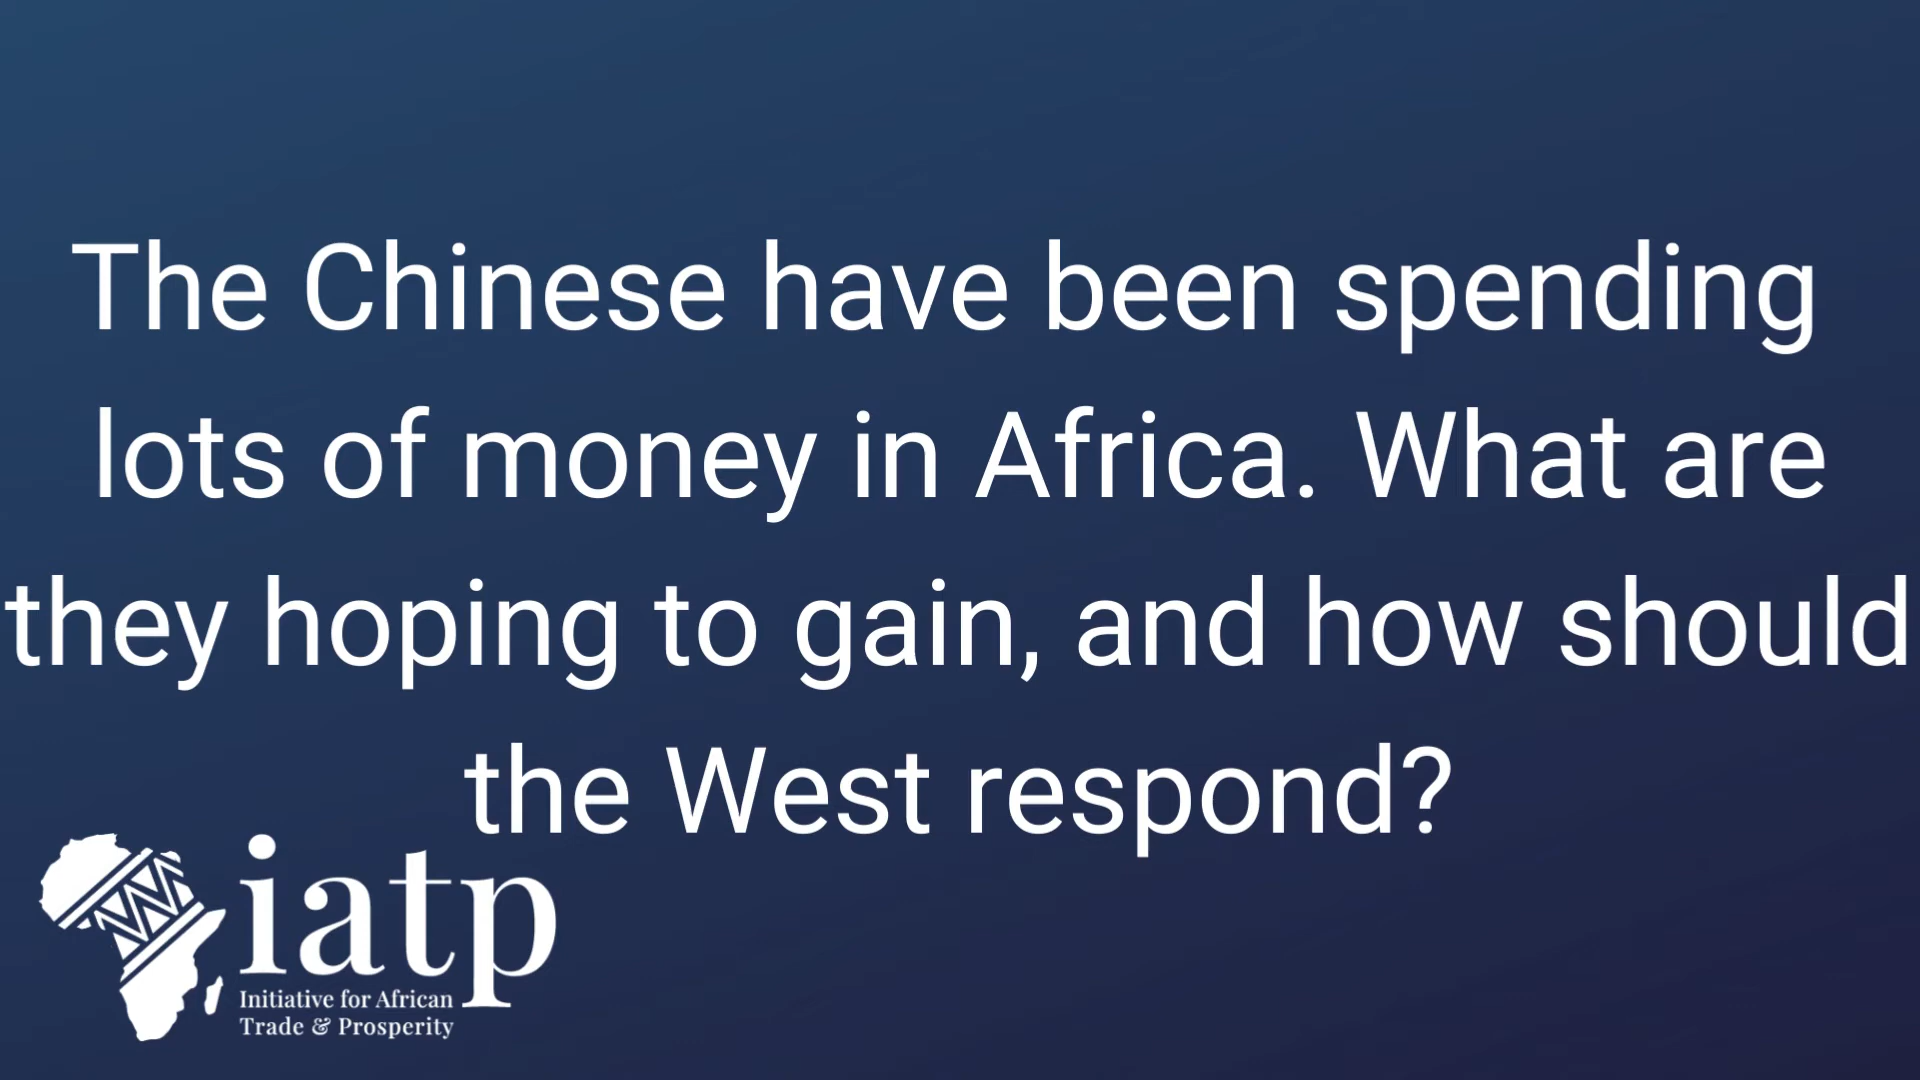 The Chinese have been spending
lots of money in Africa. What are
they hoping to gain, and how should
the West respond?
iatp
Initiative for African
Trade & Prosperity